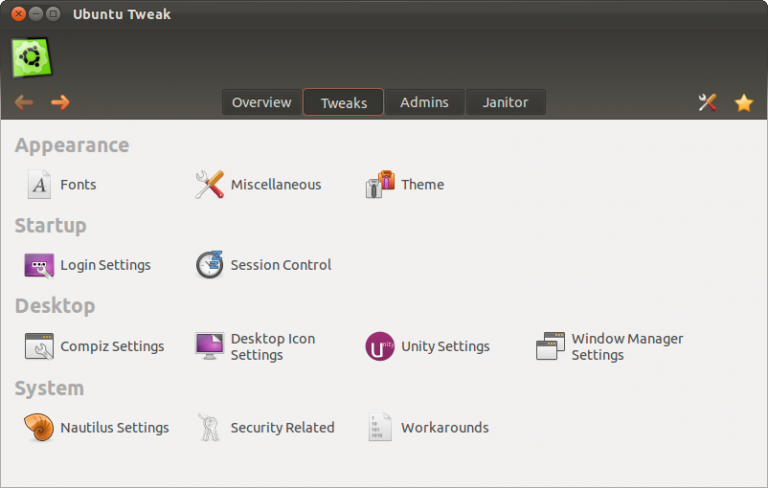 Ubuntu Tweak
Overview Tweaks Admins Janitor
Appearance
Fonts Miscellaneous Theme
Startup
Login Settings Session Control
Desktop
Compiz Settings Desktop Icon Settings Unity Settings Window Manager Settings
System
Nautilus Settings Security Related Workarounds